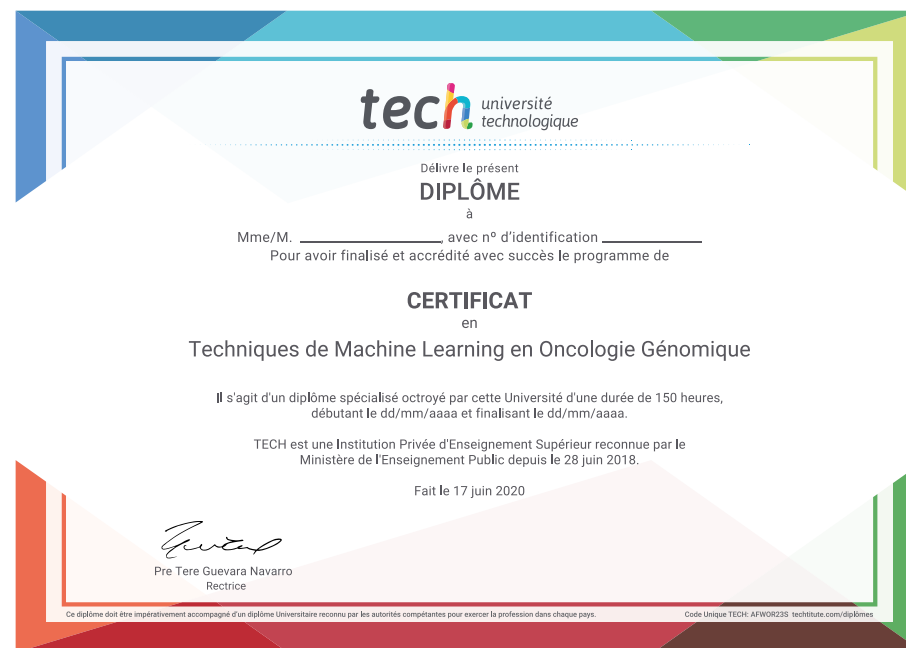 tech université
technologique
Délivre le présent
DIPLÔME
à
Mme/M. ____________________, avec nº d'identification ______________
Pour avoir finalisé et accrédité avec succès le programme de
CERTIFICAT
en
Techniques de Machine Learning en Oncologie Génomique
Il s'agit d'un diplôme spécialisé octroyé par cette Université d'une durée de 150 heures,
débutant le dd/mm/aaaa et finalisant le dd/mm/aaaa.
TECH est une Institution Privée d'Enseignement Supérieur reconnue par le
Ministère de l'Enseignement Public depuis le 28 juin 2018.
Fait le 17 juin 2020
Pre Tere Guevara Navarro
Rectrice
Ce diplôme doit être impérativement accompagné d'un diplôme Universitaire reconnu par les autorités compétentes pour exercer la profession dans chaque pays.
Code Unique TECH: AFWOR23S techtitute.com/diplômes